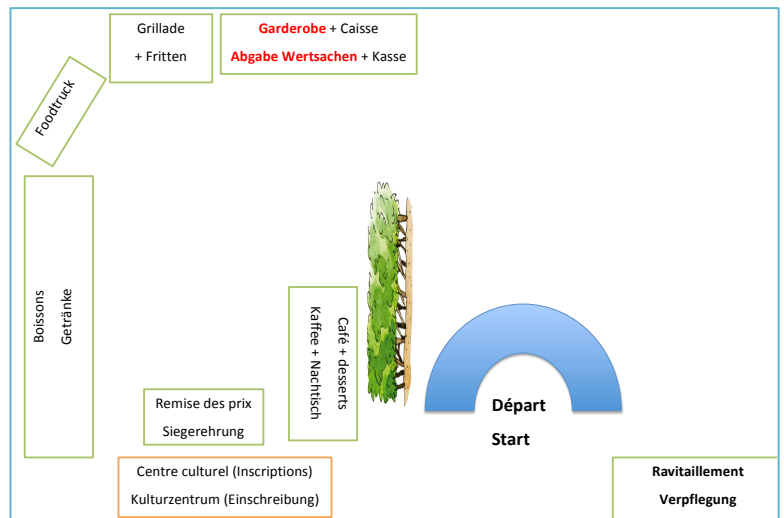 Grillade
+ Fritten
Garderobe + Caisse
Abgabe Wertsachen + Kasse
Foodtruck
Boissons
Getränke
Café + desserts
Kaffee + Nachtisch
Départ
Start
Remise des prix
Siegerehrung
Centre culturel (Inscriptions)
Kulturzentrum (Einschreibung)
Ravitaillement
Verpflegung